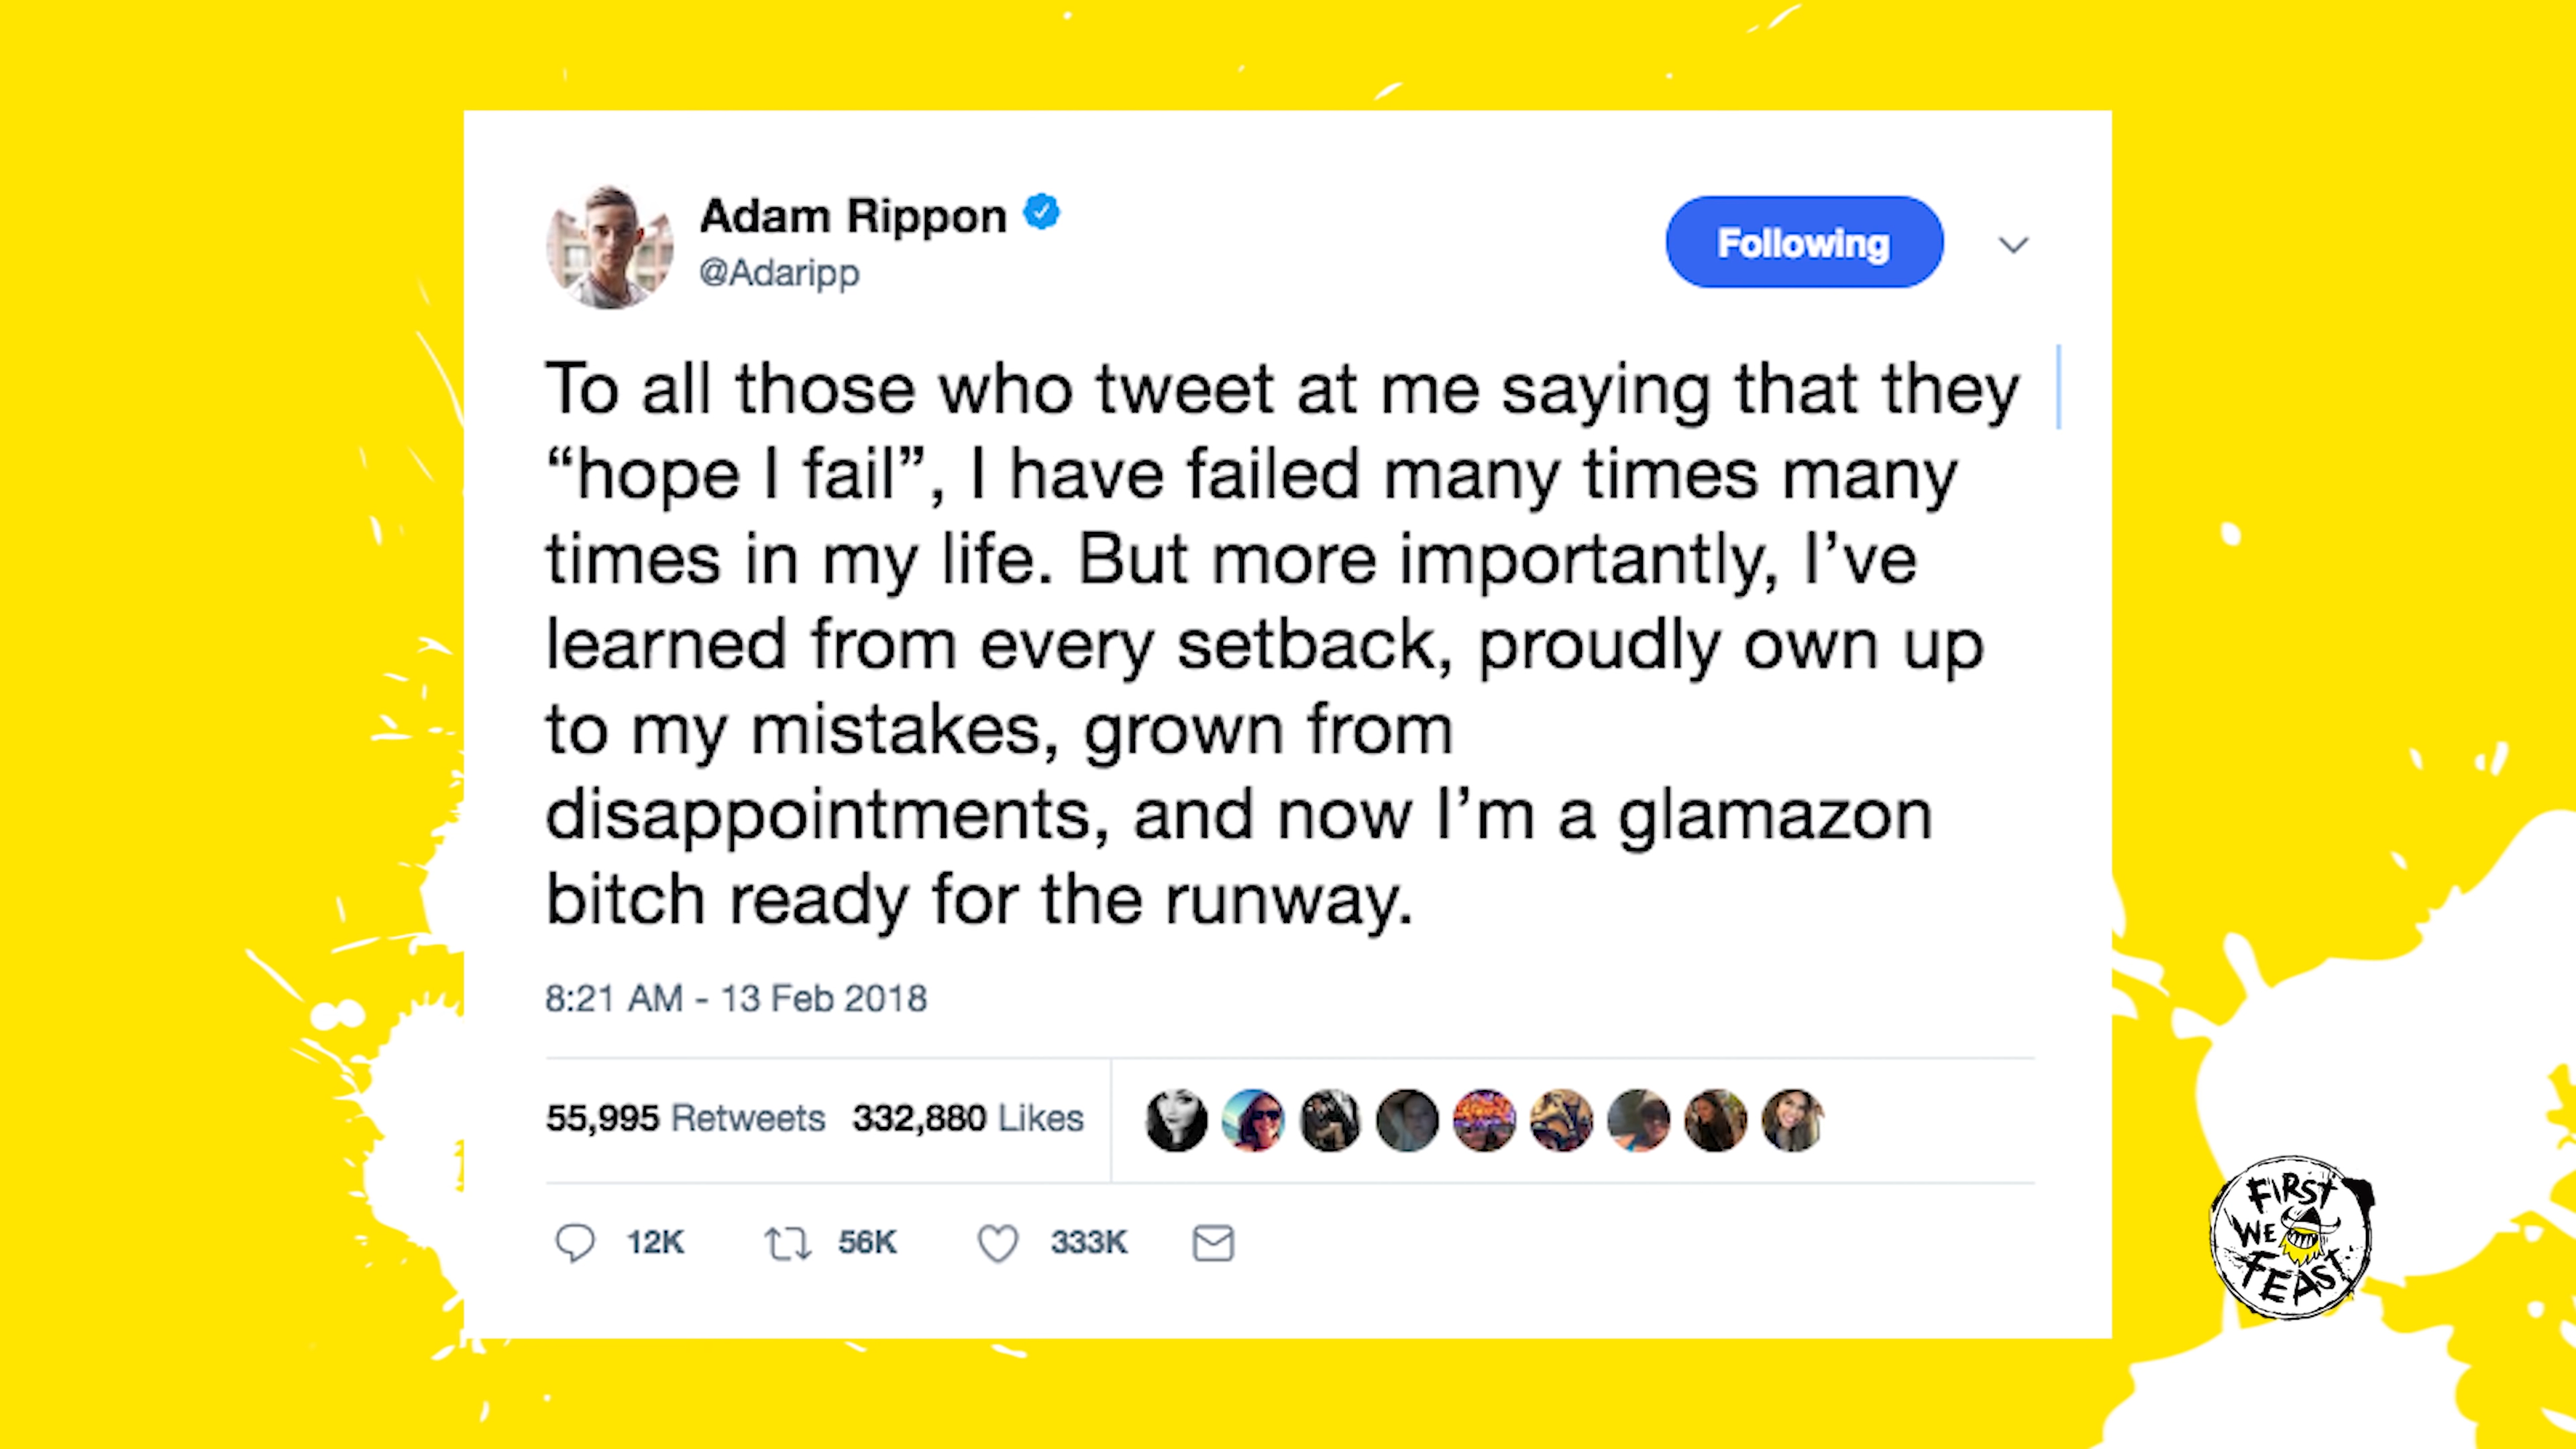 Adam Rippon
@Adaripp
Following
To all those who tweet at me saying that they
“hope I fail”, I have failed many times many
times in my life. But more importantly, I’ve
learned from every setback, proudly own up
to my mistakes, grown from
disappointments, and now I’m a glamazon
bitch ready for the runway.
8:21 AM - 13 Feb 2018
55,995 Retweets 332,880 Likes
12K 56K 333K
FIRST
WE
FEAST